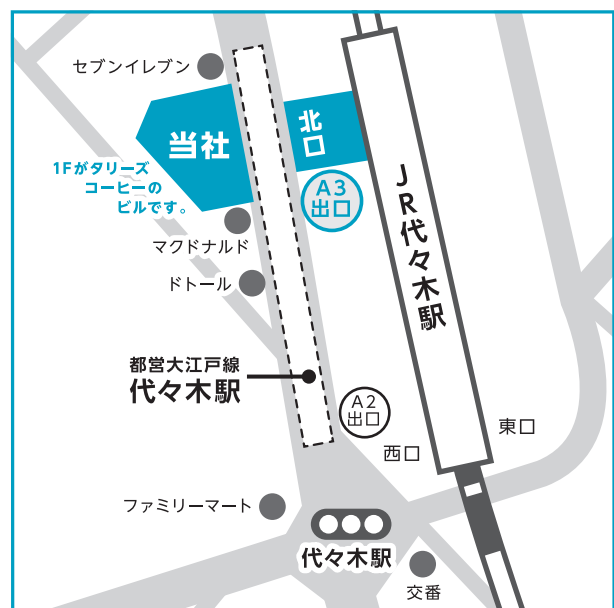 セブンイレブン
当社
北口
1Fがタリーズ
コーヒーの
ビルです。
A3
出口
マクドナルド
ドトール
JR代々木駅
都営大江戸線
代々木駅
A2
出口
西口
東口
ファミリーマート
代々木駅
交番